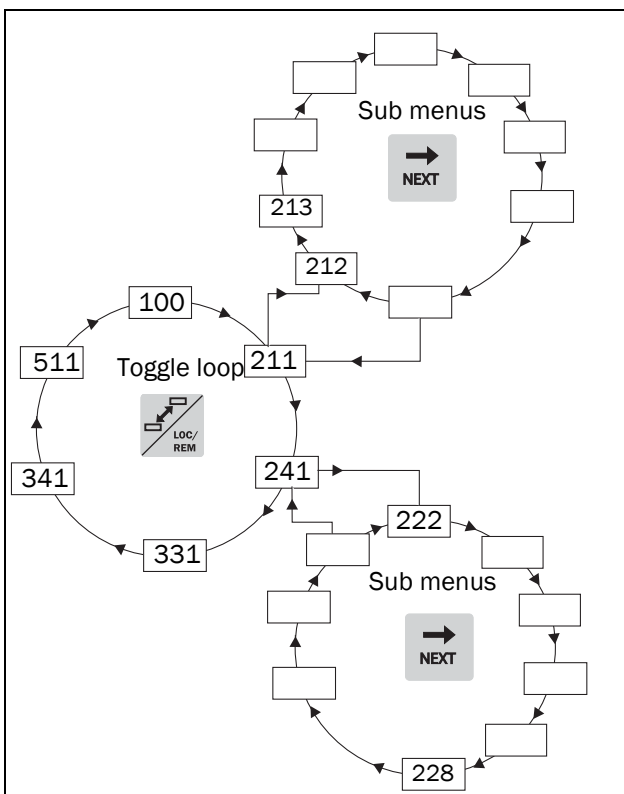 Sub menus
NEXT
213
212
100
511
Toggle loop
211
LOC/
REM
341
241
331
222
Sub menus
NEXT
228